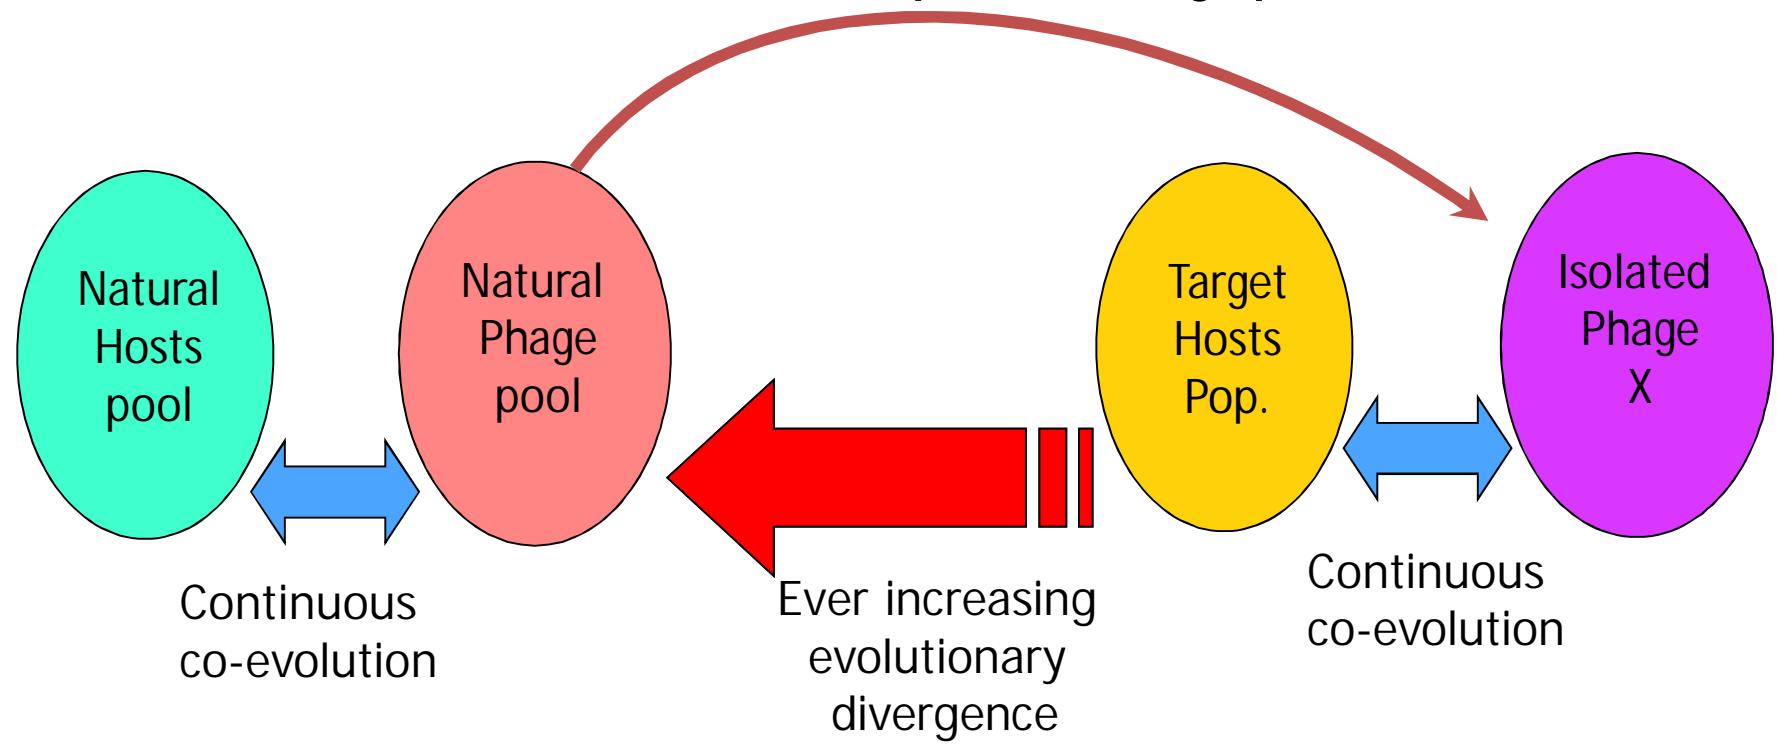 Natural
Hosts
pool
Natural
Phage
pool
Target
Hosts
Pop.
Isolated
Phage
X
Continuous
co-evolution
Ever increasing
evolutionary
divergence
Continuous
co-evolution